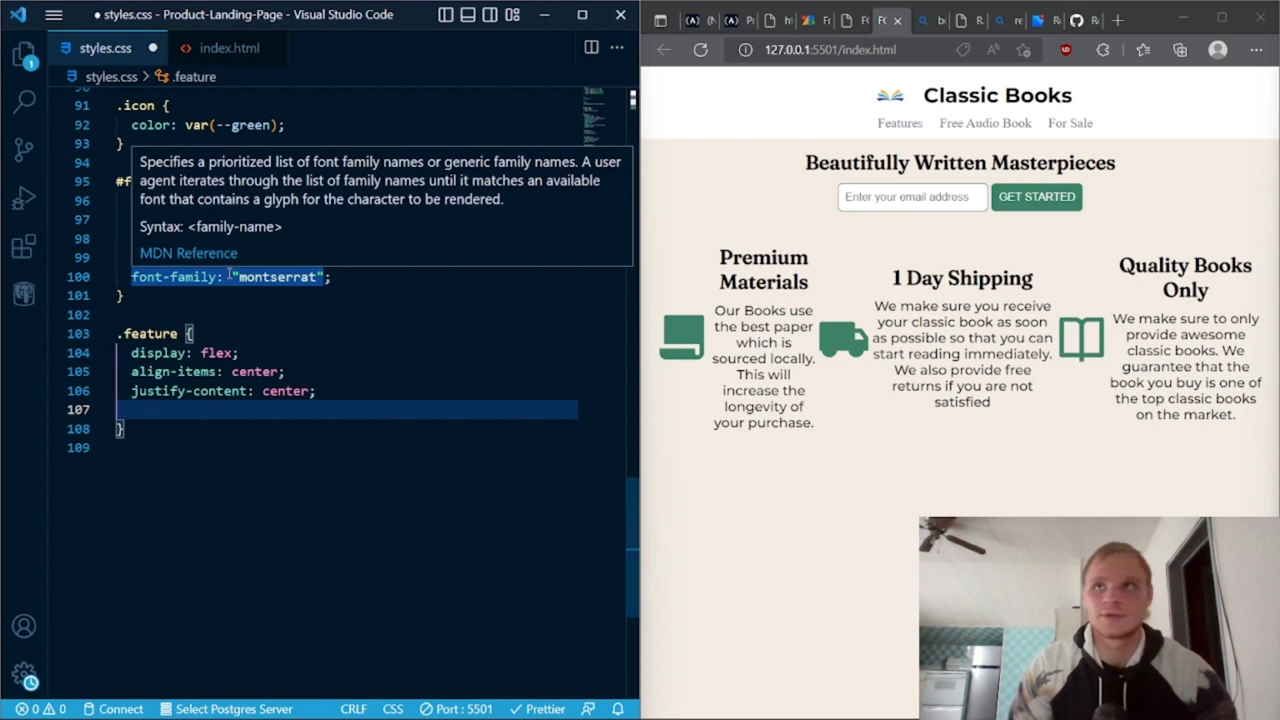 styles.css - Product-Landing-Page - Visual Studio Code
styles.css
index.html
styles.css > .feature
1
90
91 .icon {
92 color: var(--green);
93 }
94
95 #f
96
97
98
99
100 font-family: "montserrat";
101 }
102
103 .feature {
104 display: flex;
105 align-items: center;
106 justify-content: center;
107
108 }
109
Specifies a prioritized list of font family names or generic family names. A user
agent iterates through the list of family names until it matches an available
font that contains a glyph for the character to be rendered.
Syntax: <family-name>
MDN Reference
0 0 Connect Select Postgres Server CRLF CSS Port : 5501 Prettier
127.0.0.1:5501/index.html
Classic Books
Features Free Audio Book For Sale
Beautifully Written Masterpieces
Enter your email address GET STARTED
Premium
Materials
Our Books use
the best paper
which is
sourced locally.
This will
increase the
longevity of
your purchase.
1 Day Shipping
We make sure you receive
your classic book as soon
as possible so that you can
start reading immediately.
We also provide free
returns if you are not
satisfied
Quality Books
Only
We make sure to only
provide awesome
classic books. We
guarantee that the
book you buy is one of
the top classic books
on the market.